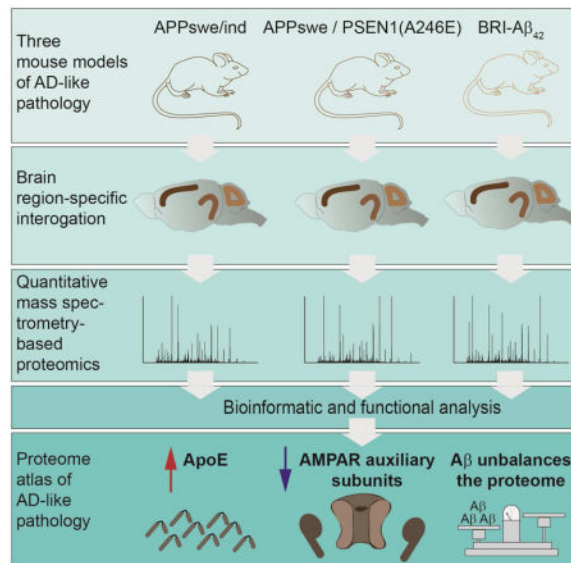 Three
mouse models
of AD-like
pathology
APPswe/ind
APPswe / PSEN1(A246E)
BRI-Aβ₄₂
Brain
region-specific
interogation
Quantitative
mass spec-
trometry-
based
proteomics
Bioinformatic and functional analysis
Proteome
atlas of
AD-like
pathology
ApoE
AMPAR auxiliary
subunits
Aβ unbalances
the proteome
Aβ
Aβ Aβ